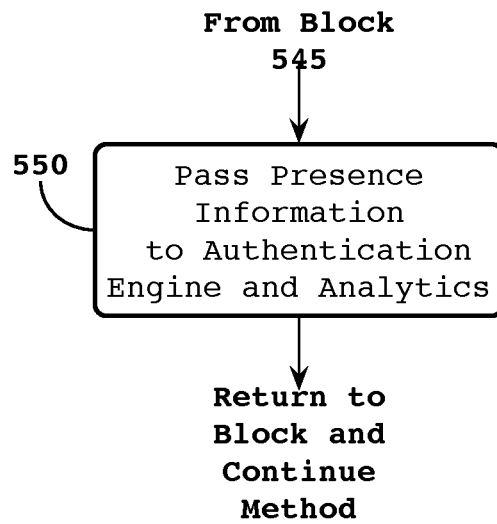 From Block
545
550
Pass Presence
Information
to Authentication
Engine and Analytics
Return to
Block and
Continue
Method